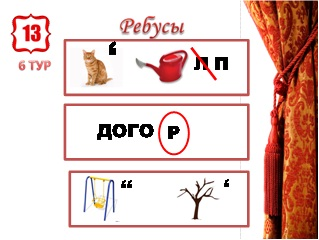 Ребусы
13
6 ТУР
‘
Л П
ДОГО Р
“ ‘